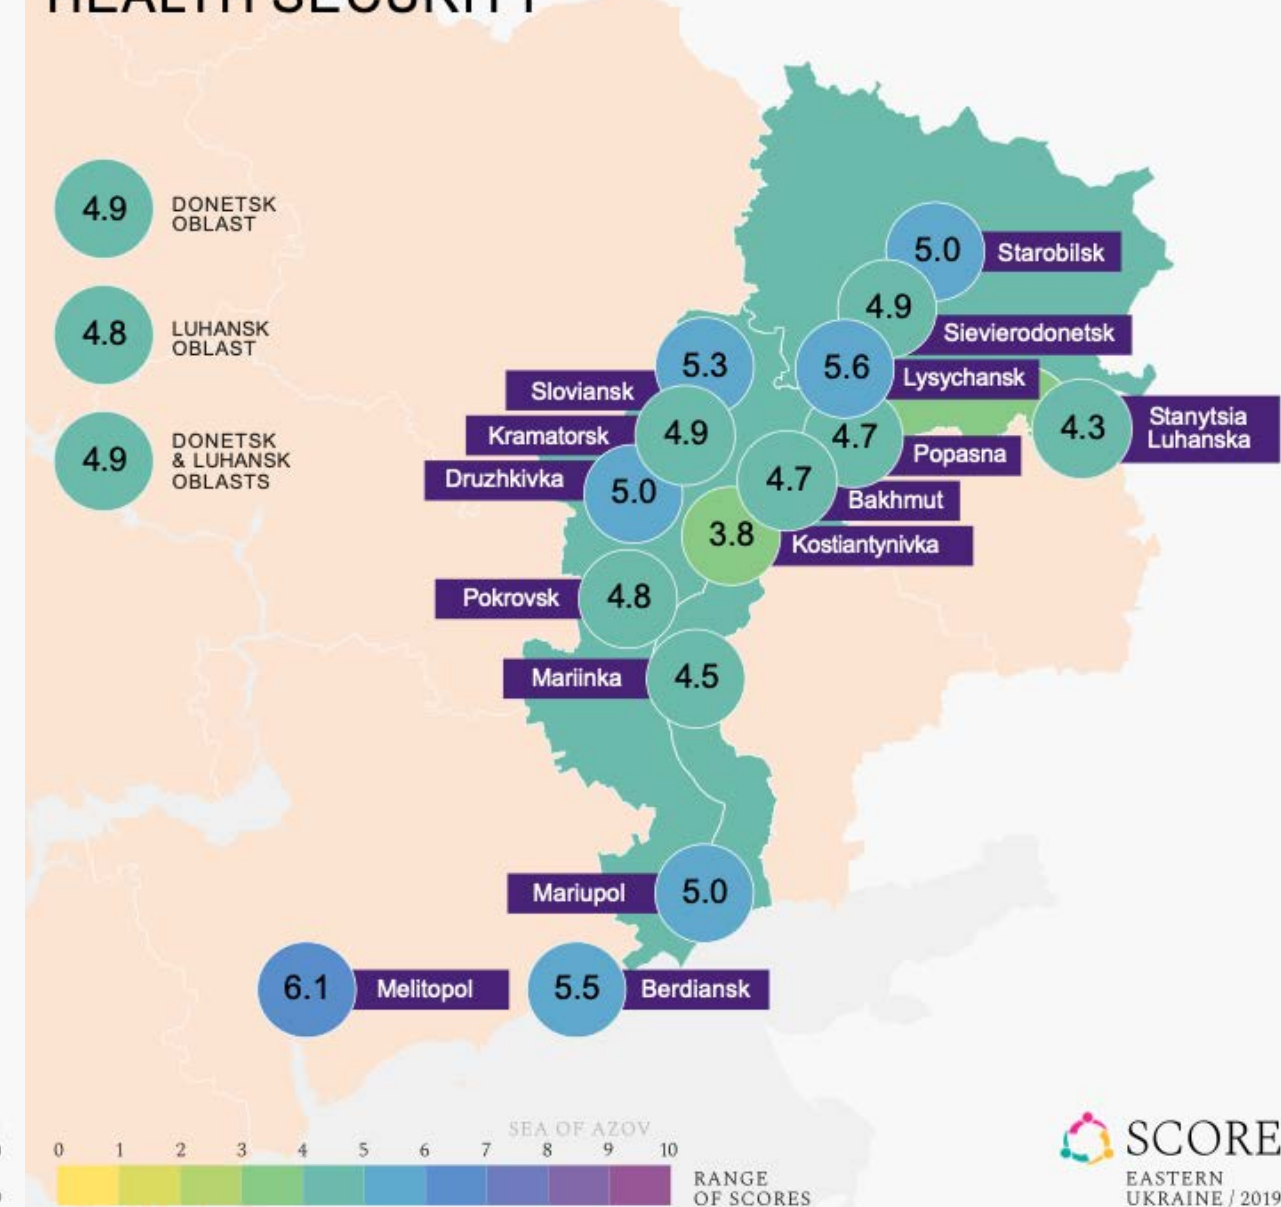 HEALTH SECURITY
4.9
DONETSK
OBLAST
4.8
LUHANSK
OBLAST
4.9
DONETSK
& LUHANSK
OBLASTS
5.0 Starobilsk
4.9 Sievierodonetsk
5.6 Lysychansk
Sloviansk 5.3
Kramatorsk 4.9
4.7 Popasna
4.3 Stanytsia
Luhanska
Druzhkivka 5.0
4.7 Bakhmut
3.8 Kostiantynivka
Pokrovsk 4.8
Mariinka 4.5
Mariupol 5.0
6.1 Melitopol
5.5 Berdiansk
SEA OF AZOV
0 1 2 3 4 5 6 7 8 9 10
RANGE
OF SCORES
SCORE
EASTERN
UKRAINE / 2019